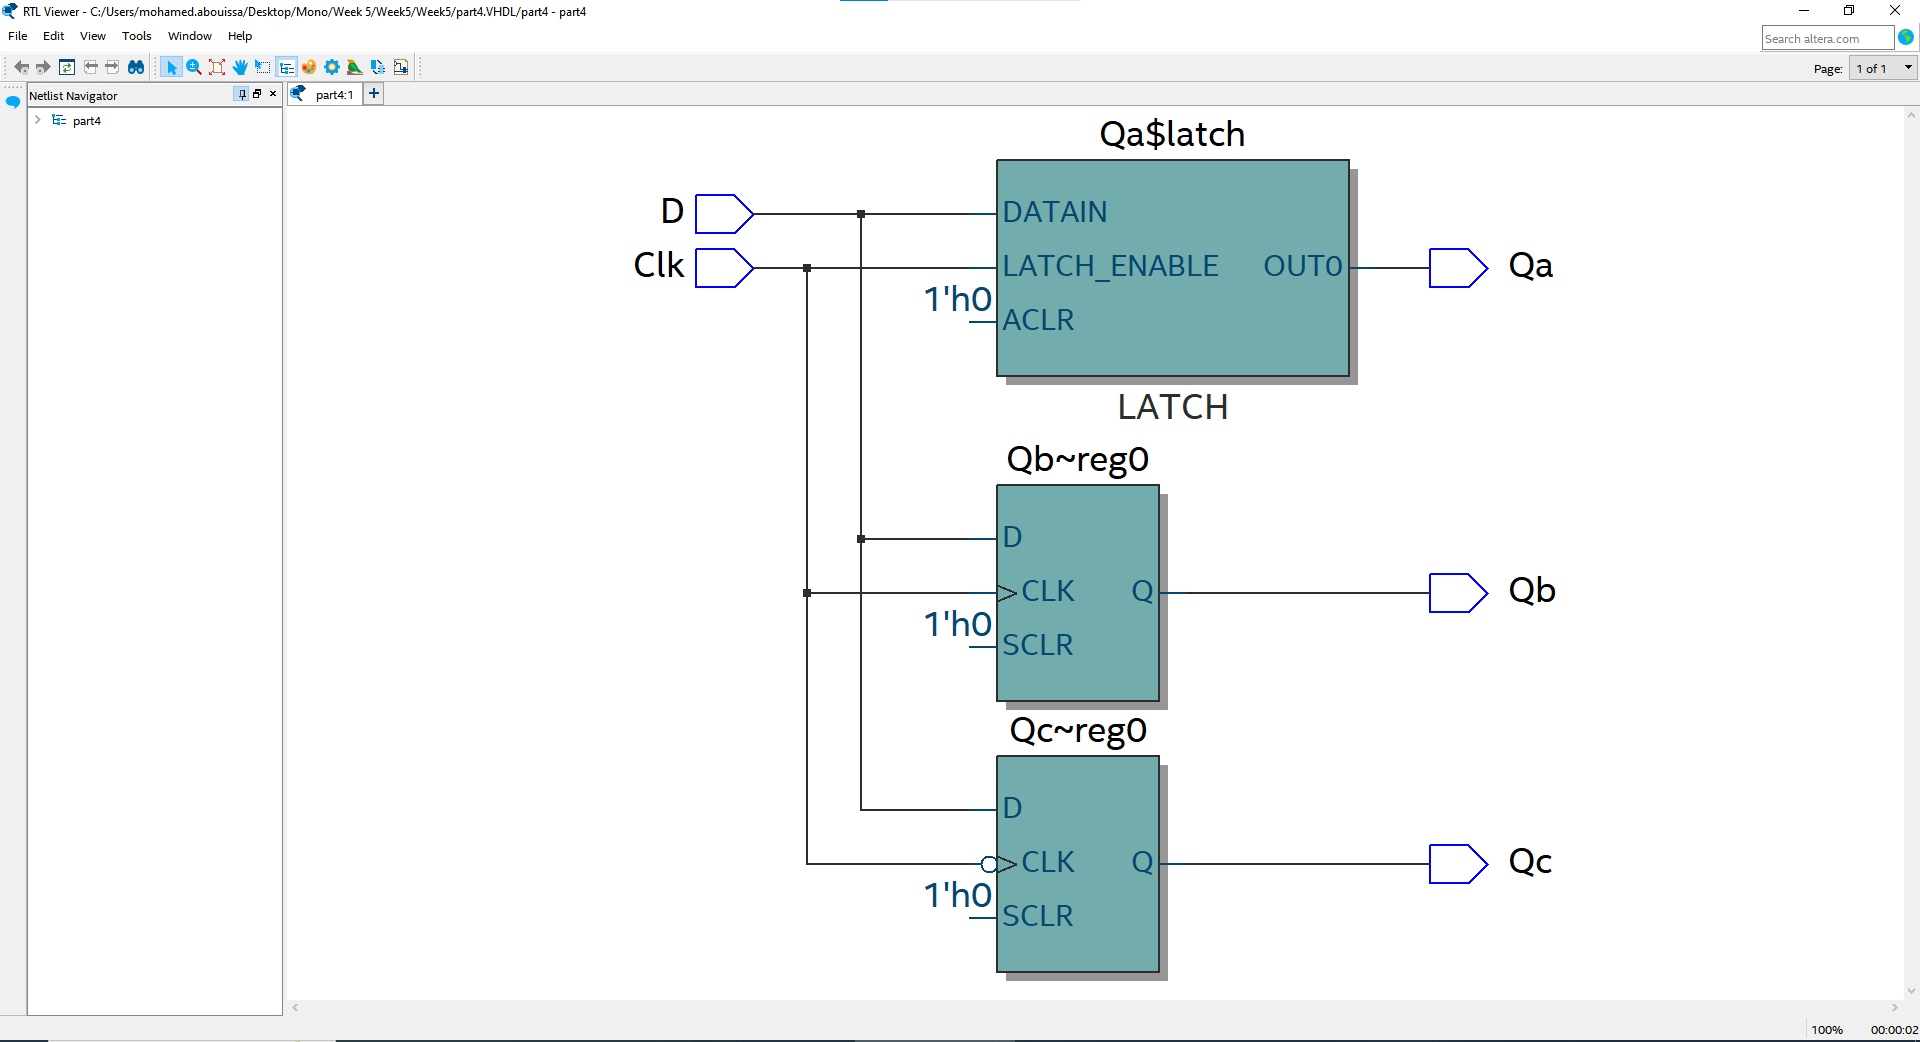 RTL Viewer - C:/Users/mohamed.abouissa/Desktop/Mono/Week 5/Week5/Week5/part4.VHDL/part4 - part4
File Edit View Tools Window Help
Search altera.com
Page: 1 of 1
Netlist Navigator
part4:1
part4
Qa$latch
D
DATAIN
Clk
LATCH_ENABLE OUT0
Qa
1'h0
ACLR
LATCH
Qb~reg0
D
CLK Q
Qb
1'h0
SCLR
Qc~reg0
D
CLK Q
Qc
1'h0
SCLR
100% 00:00:02